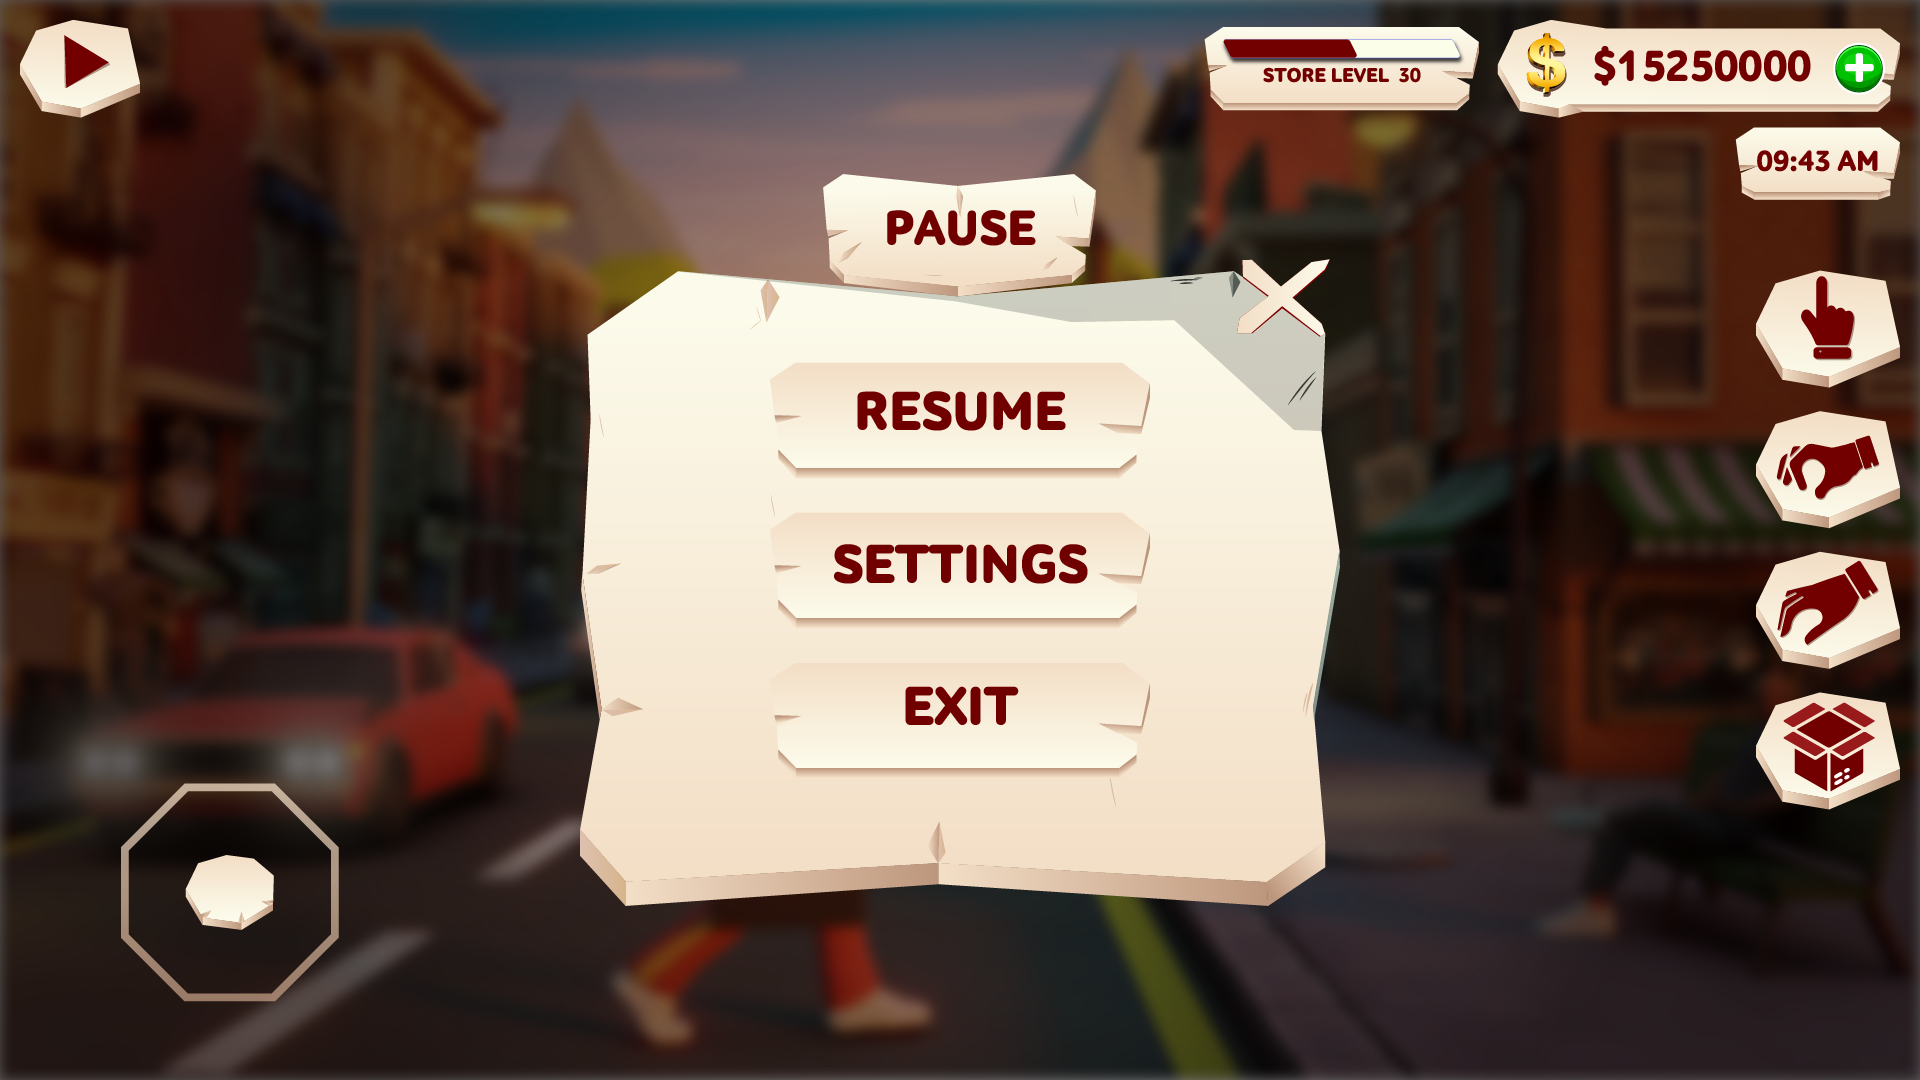 STORE LEVEL 30
$15250000
09:43 AM
PAUSE
RESUME
SETTINGS
EXIT